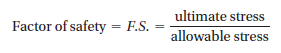 Factor of safety = F.S. = ultimate stress / allowable stress